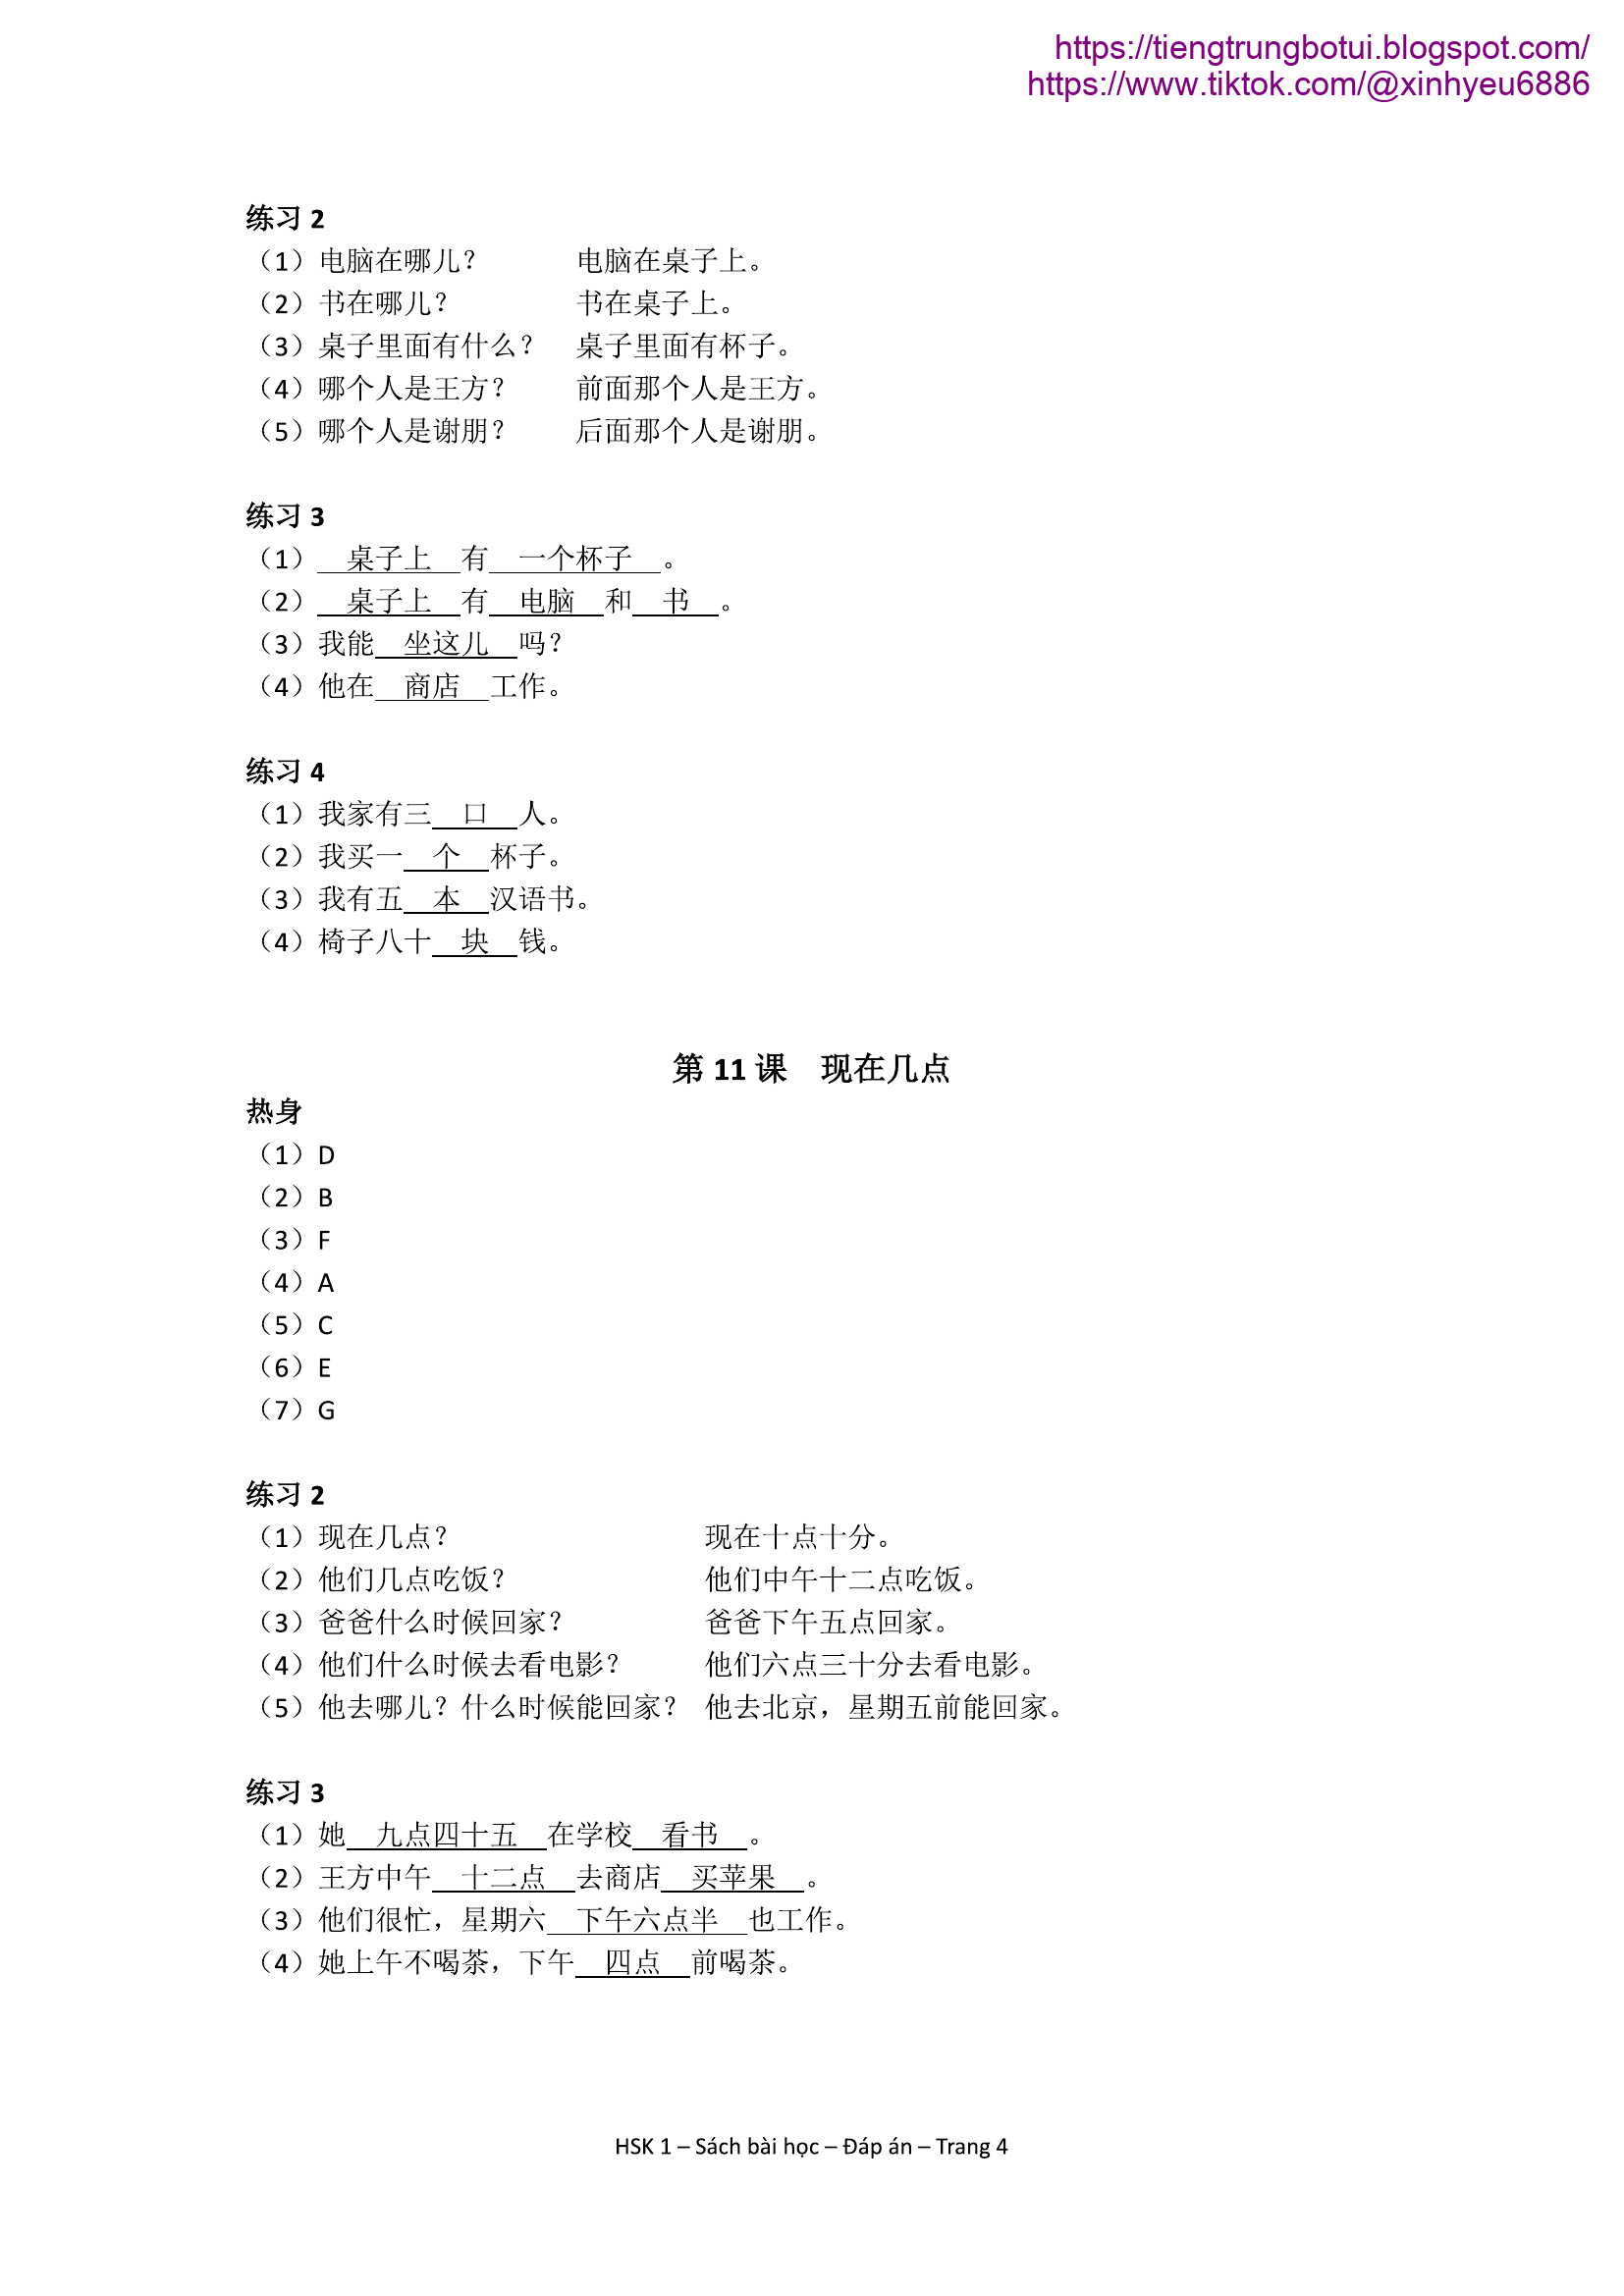 https://tiengtrungbotui.blogspot.com/
https://www.tiktok.com/@xinhyeu6886
练习 2
（1）电脑在哪儿？ 电脑在桌子上。
（2）书在哪儿？ 书在桌子上。
（3）桌子里面有什么？ 桌子里面有杯子。
（4）哪个人是王方？ 前面那个人是王方。
（5）哪个人是谢朋？ 后面那个人是谢朋。
练习 3
（1）__桌子上__有__一个杯子__。
（2）__桌子上__有__电脑__和__书__。
（3）我能__坐这儿__吗？
（4）他在__商店__工作。
练习 4
（1）我家有三__口__人。
（2）我买一__个__杯子。
（3）我有五__本__汉语书。
（4）椅子八十__块__钱。
第 11 课 现在几点
热身
（1）D
（2）B
（3）F
（4）A
（5）C
（6）E
（7）G
练习 2
（1）现在几点？ 现在十点十分。
（2）他们几点吃饭？ 他们中午十二点吃饭。
（3）爸爸什么时候回家？ 爸爸下午五点回家。
（4）他们什么时候去看电影？ 他们六点三十分去看电影。
（5）他去哪儿？什么时候能回家？ 他去北京，星期五前能回家。
练习 3
（1）她__九点四十五__在学校__看书__。
（2）王方中午__十二点__去商店__买苹果__。
（3）他们很忙，星期六__下午六点半__也工作。
（4）她上午不喝茶，下午__四点__前喝茶。
HSK 1 – Sách bài học – Đáp án – Trang 4